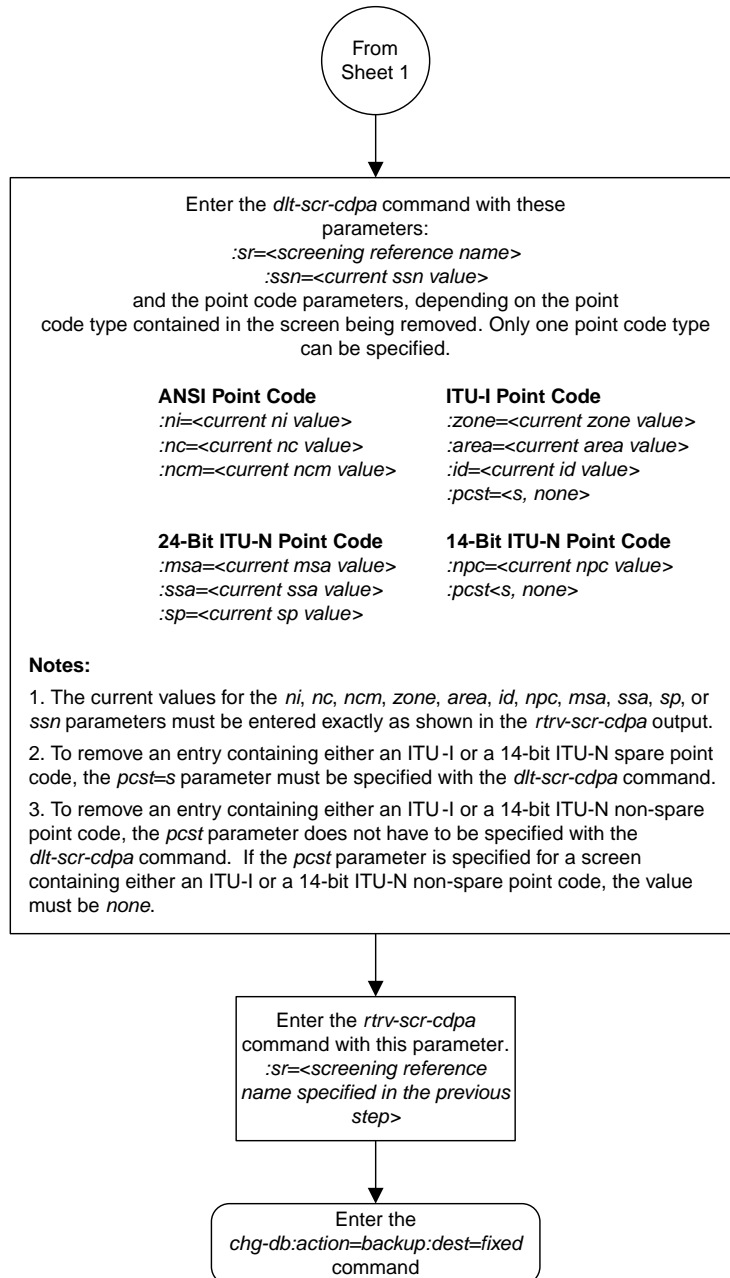 From
Sheet 1
Enter the dlt-scr-cdpa command with these
parameters:
:sr=<screening reference name>
:ssn=<current ssn value>
and the point code parameters, depending on the point
code type contained in the screen being removed. Only one point code type
can be specified.
ANSI Point Code
:ni=<current ni value>
:nc=<current nc value>
:ncm=<current ncm value>
ITU-I Point Code
:zone=<current zone value>
:area=<current area value>
:id=<current id value>
:pcst=<s, none>
24-Bit ITU-N Point Code
:msa=<current msa value>
:ssa=<current ssa value>
:sp=<current sp value>
14-Bit ITU-N Point Code
:npc=<current npc value>
:pcst<s, none>
Notes:
1. The current values for the ni, nc, ncm, zone, area, id, npc, msa, ssa, sp, or
ssn parameters must be entered exactly as shown in the rtrv-scr-cdpa output.
2. To remove an entry containing either an ITU-I or a 14-bit ITU-N spare point
code, the pcst=s parameter must be specified with the dlt-scr-cdpa command.
3. To remove an entry containing either an ITU-I or a 14-bit ITU-N non-spare
point code, the pcst parameter does not have to be specified with the
dlt-scr-cdpa command. If the pcst parameter is specified for a screen
containing either an ITU-I or a 14-bit ITU-N non-spare point code, the value
must be none.
Enter the rtrv-scr-cdpa
command with this parameter.
:sr=<screening reference
name specified in the previous
step>
Enter the
chg-db:action=backup:dest=fixed
command